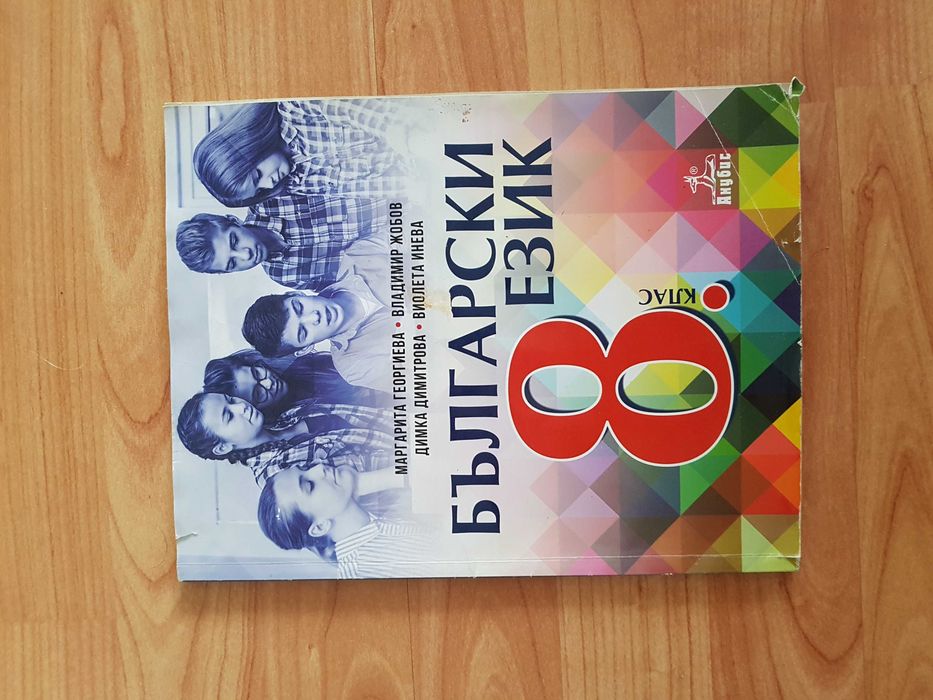 МАРГАРИТА ГЕОРГИЕВА • ВЛАДИМИР ЖОБОВ
ДИМКА ДИМИТРОВА • ВИОЛЕТА ИНЕВА
БЪЛГАРСКИ
ЕЗИК
8.
КЛАС
®
Анубис